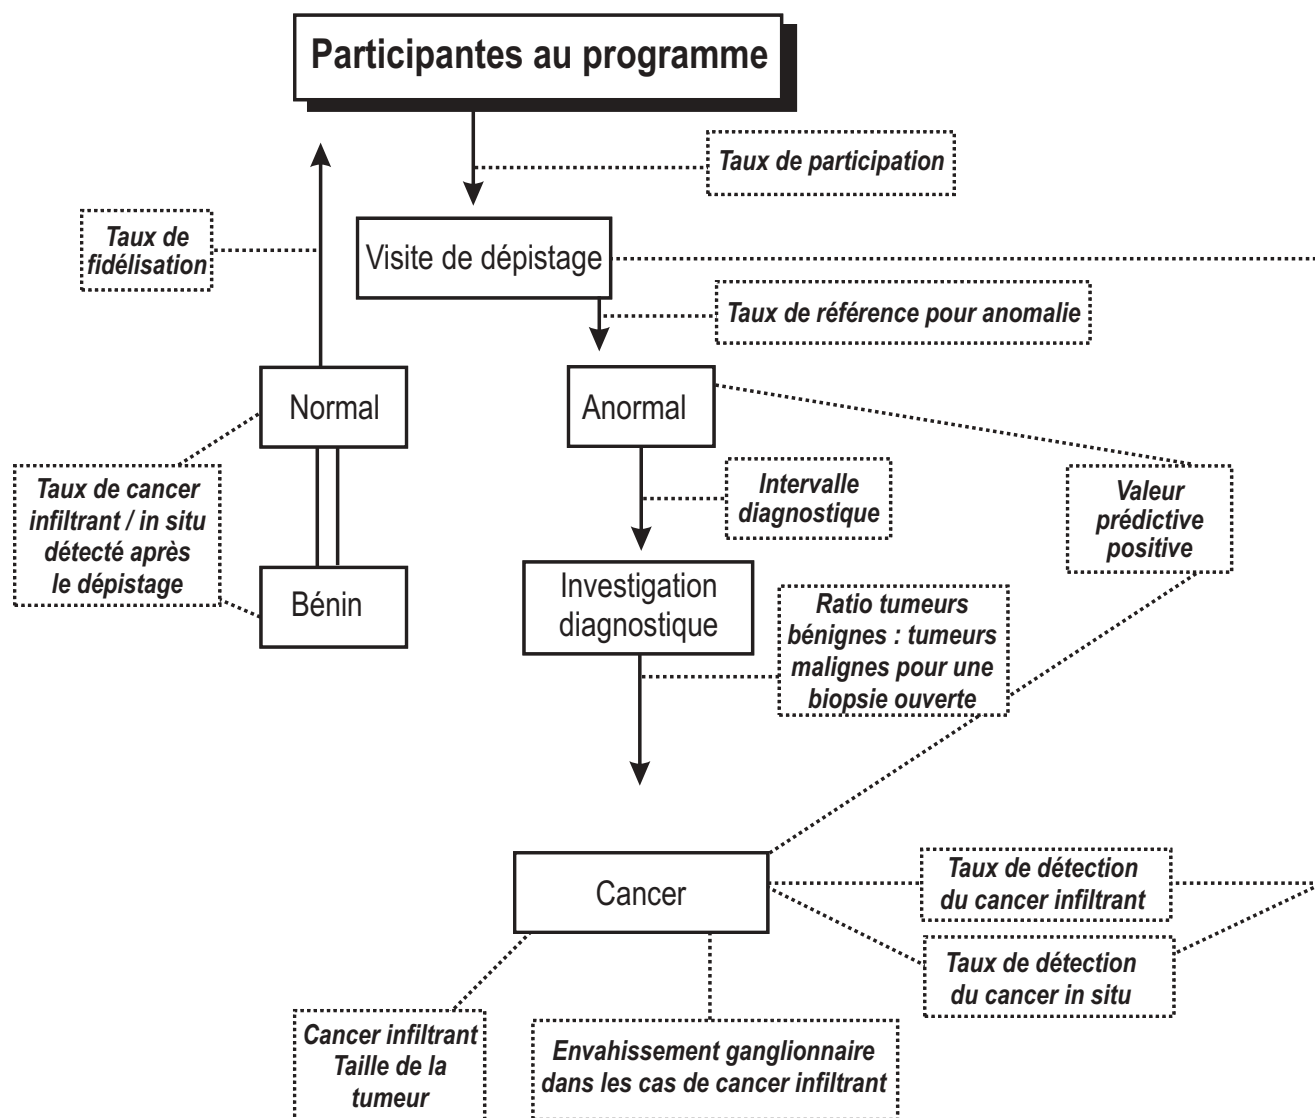 Participantes au programme
Taux de participation
Taux de
fidélisation
Visite de dépistage
Taux de référence pour anomalie
Normal
Anormal
Taux de cancer
infiltrant / in situ
détecté après
le dépistage
Intervalle
diagnostique
Valeur
prédictive
positive
Bénin
Investigation
diagnostique
Ratio tumeurs
bénignes : tumeurs
malignes pour une
biopsie ouverte
Cancer
Taux de détection
du cancer infiltrant
Taux de détection
du cancer in situ
Cancer infiltrant
Taille de la
tumeur
Envahissement ganglionnaire
dans les cas de cancer infiltrant